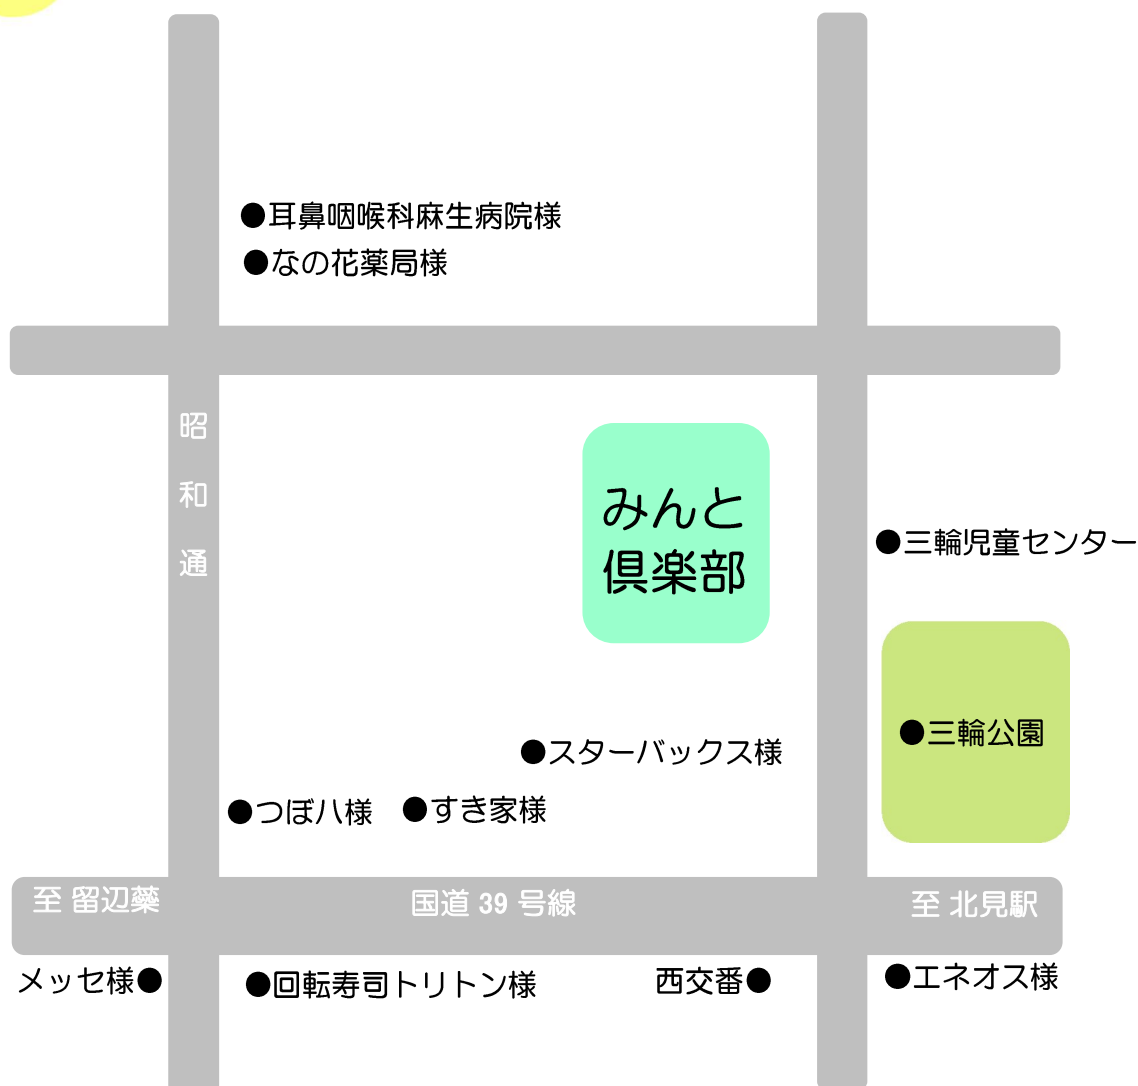 ●耳鼻咽喉科麻生病院様
●なの花薬局様
昭和通
みんと
倶楽部
●三輪児童センター
●三輪公園
●スターバックス様
●つぼ八様
●すき家様
至 留辺蘂
国道 39 号線
至 北見駅
メッセ様●
●回転寿司トリトン様
西交番●
●エネオス様